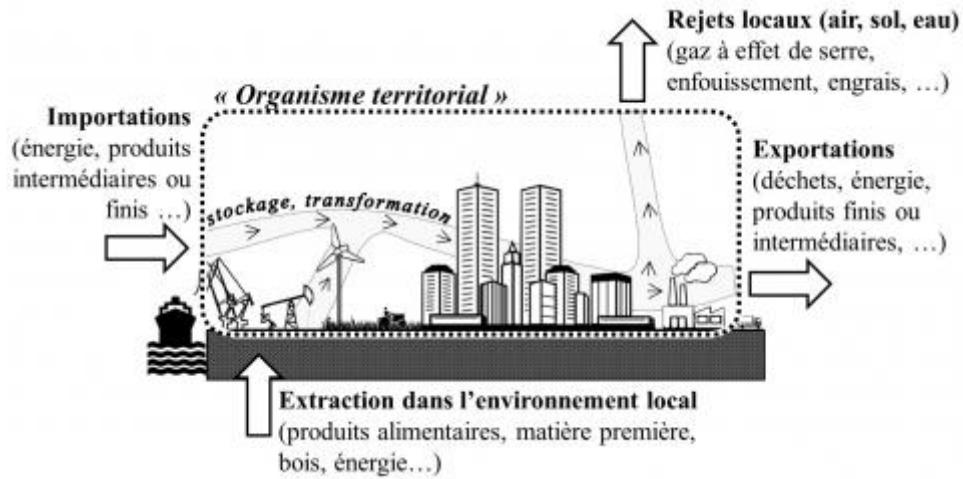 Rejets locaux (air, sol, eau)
(gaz à effet de serre,
enfouissement, engrais, …)
« Organisme territorial »
Importations
(énergie, produits
intermédiaires ou
finis …)
stockage, transformation
Exportations
(déchets, énergie,
produits finis ou
intermédiaires, …)
Extraction dans l’environnement local
(produits alimentaires, matière première,
bois, énergie…)